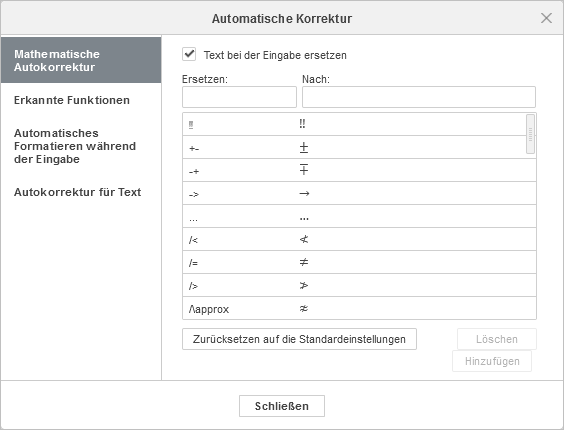 Automatische Korrektur
Mathematische
Autokorrektur
Erkannte Funktionen
Automatisches
Formatieren während
der Eingabe
Autokorrektur für Text
Text bei der Eingabe ersetzen
Ersetzen: Nach:
!! ‼
+- ±
-+ ∓
-> →
... …
/< ≮
/= ≠
/> ≯
/\approx ≉
Zurücksetzen auf die Standardeinstellungen Löschen
Hinzufügen
Schließen